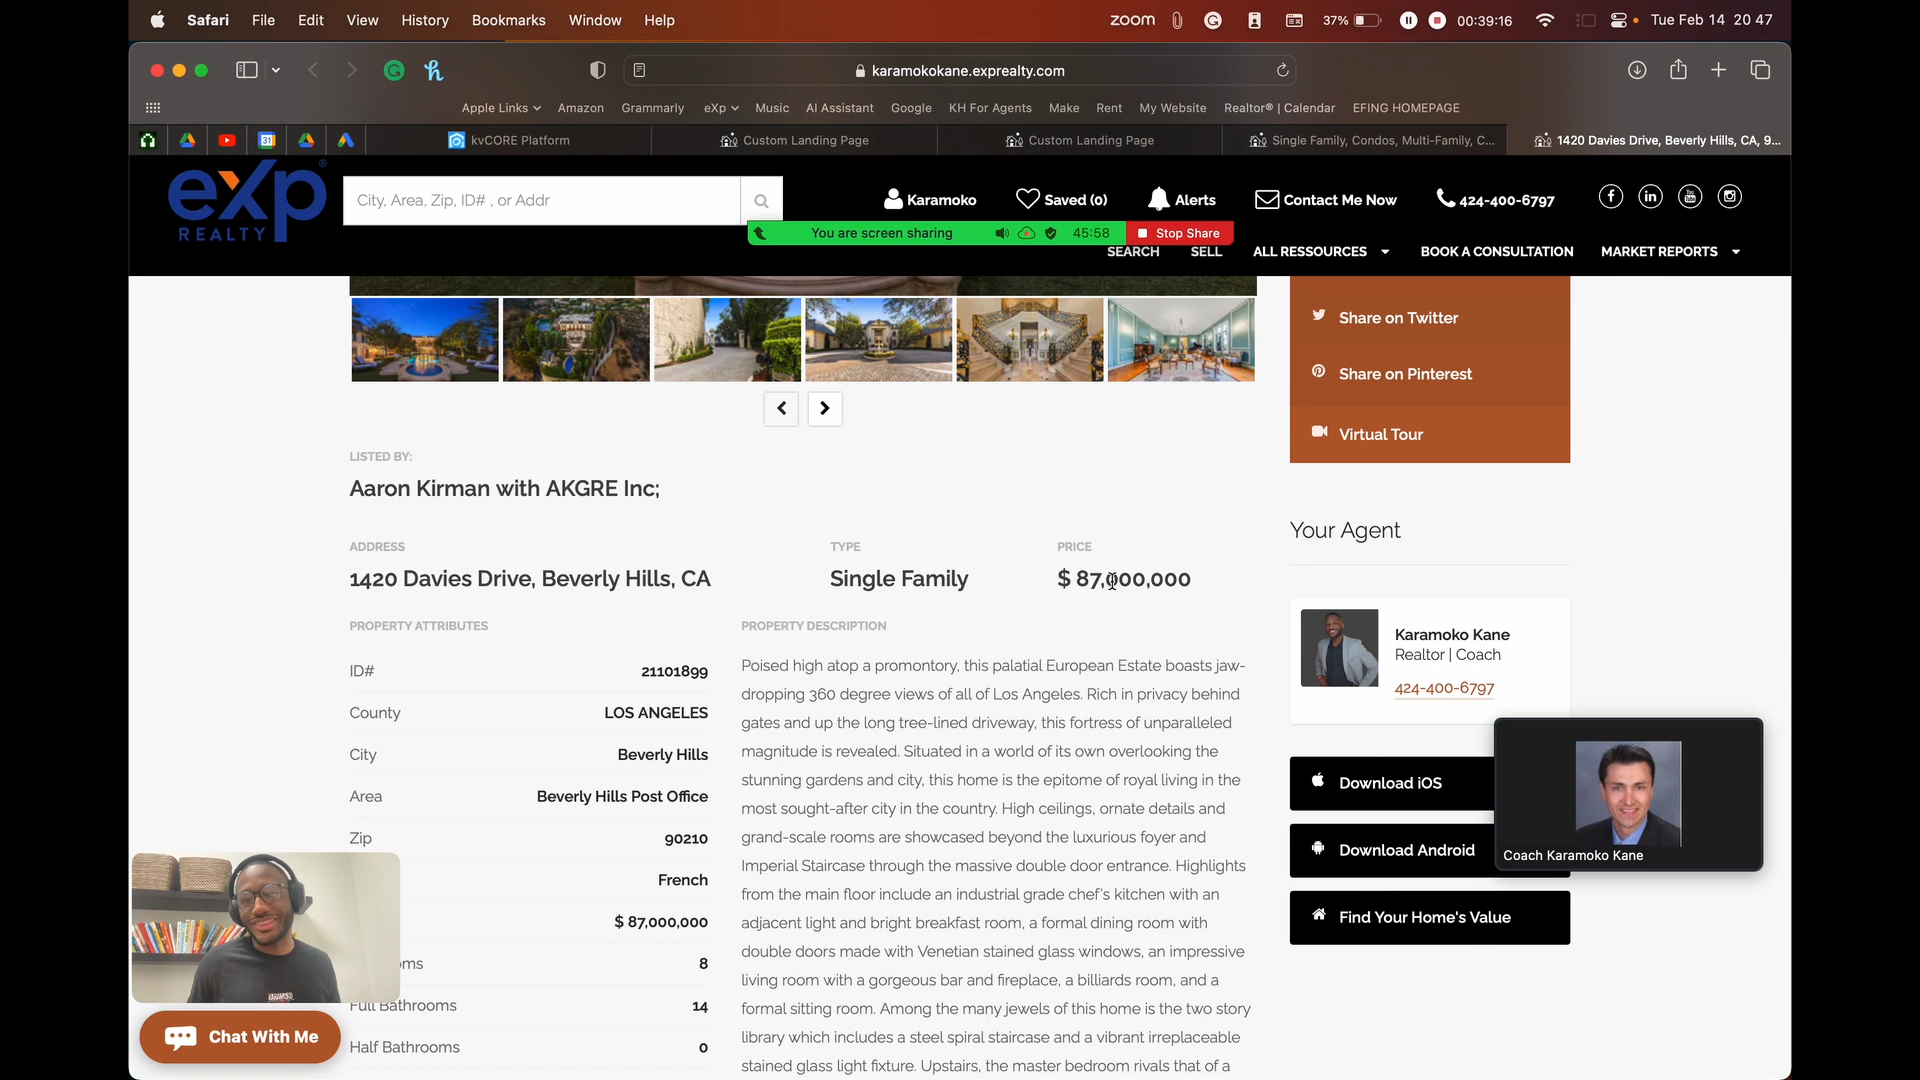 Safari File Edit View History Bookmarks Window Help
zoom 37% 00:39:16 Tue Feb 14 20 47
karamokokane.exprealty.com
Apple Links Amazon Grammarly eXp Music AI Assistant Google KH For Agents Make Rent My Website Realtor® | Calendar EFING HOMEPAGE
31 kvCORE Platform Custom Landing Page Custom Landing Page Single Family, Condos, Multi-Family, C... 1420 Davies Drive, Beverly Hills, CA, 9...
eXp®
REALTY
City, Area, Zip, ID# , or Addr
Karamoko Saved (0) Alerts Contact Me Now 424-400-6797
You are screen sharing 45:58 Stop Share
SEARCH SELL ALL RESSOURCES BOOK A CONSULTATION MARKET REPORTS
Share on Twitter
Share on Pinterest
Virtual Tour
LISTED BY:
Aaron Kirman with AKGRE Inc;
ADDRESS TYPE PRICE
1420 Davies Drive, Beverly Hills, CA Single Family $ 87,000,000
PROPERTY ATTRIBUTES
ID# 21101899
County LOS ANGELES
City Beverly Hills
Area Beverly Hills Post Office
Zip 90210
French
$ 87,000,000
oms 8
Full Bathrooms 14
Half Bathrooms 0
PROPERTY DESCRIPTION
Poised high atop a promontory, this palatial European Estate boasts jaw-
dropping 360 degree views of all of Los Angeles. Rich in privacy behind
gates and up the long tree-lined driveway, this fortress of unparalleled
magnitude is revealed. Situated in a world of its own overlooking the
stunning gardens and city, this home is the epitome of royal living in the
most sought-after city in the country. High ceilings, ornate details and
grand-scale rooms are showcased beyond the luxurious foyer and
Imperial Staircase through the massive double door entrance. Highlights
from the main floor include an industrial grade chef's kitchen with an
adjacent light and bright breakfast room, a formal dining room with
double doors made with Venetian stained glass windows, an impressive
living room with a gorgeous bar and fireplace, a billiards room, and a
formal sitting room. Among the many jewels of this home is the two story
library which includes a steel spiral staircase and a vibrant irreplaceable
stained glass light fixture. Upstairs, the master bedroom rivals that of a
Your Agent
Karamoko Kane
Realtor | Coach
424-400-6797
Download iOS
Download Android
Find Your Home's Value
Coach Karamoko Kane
Chat With Me